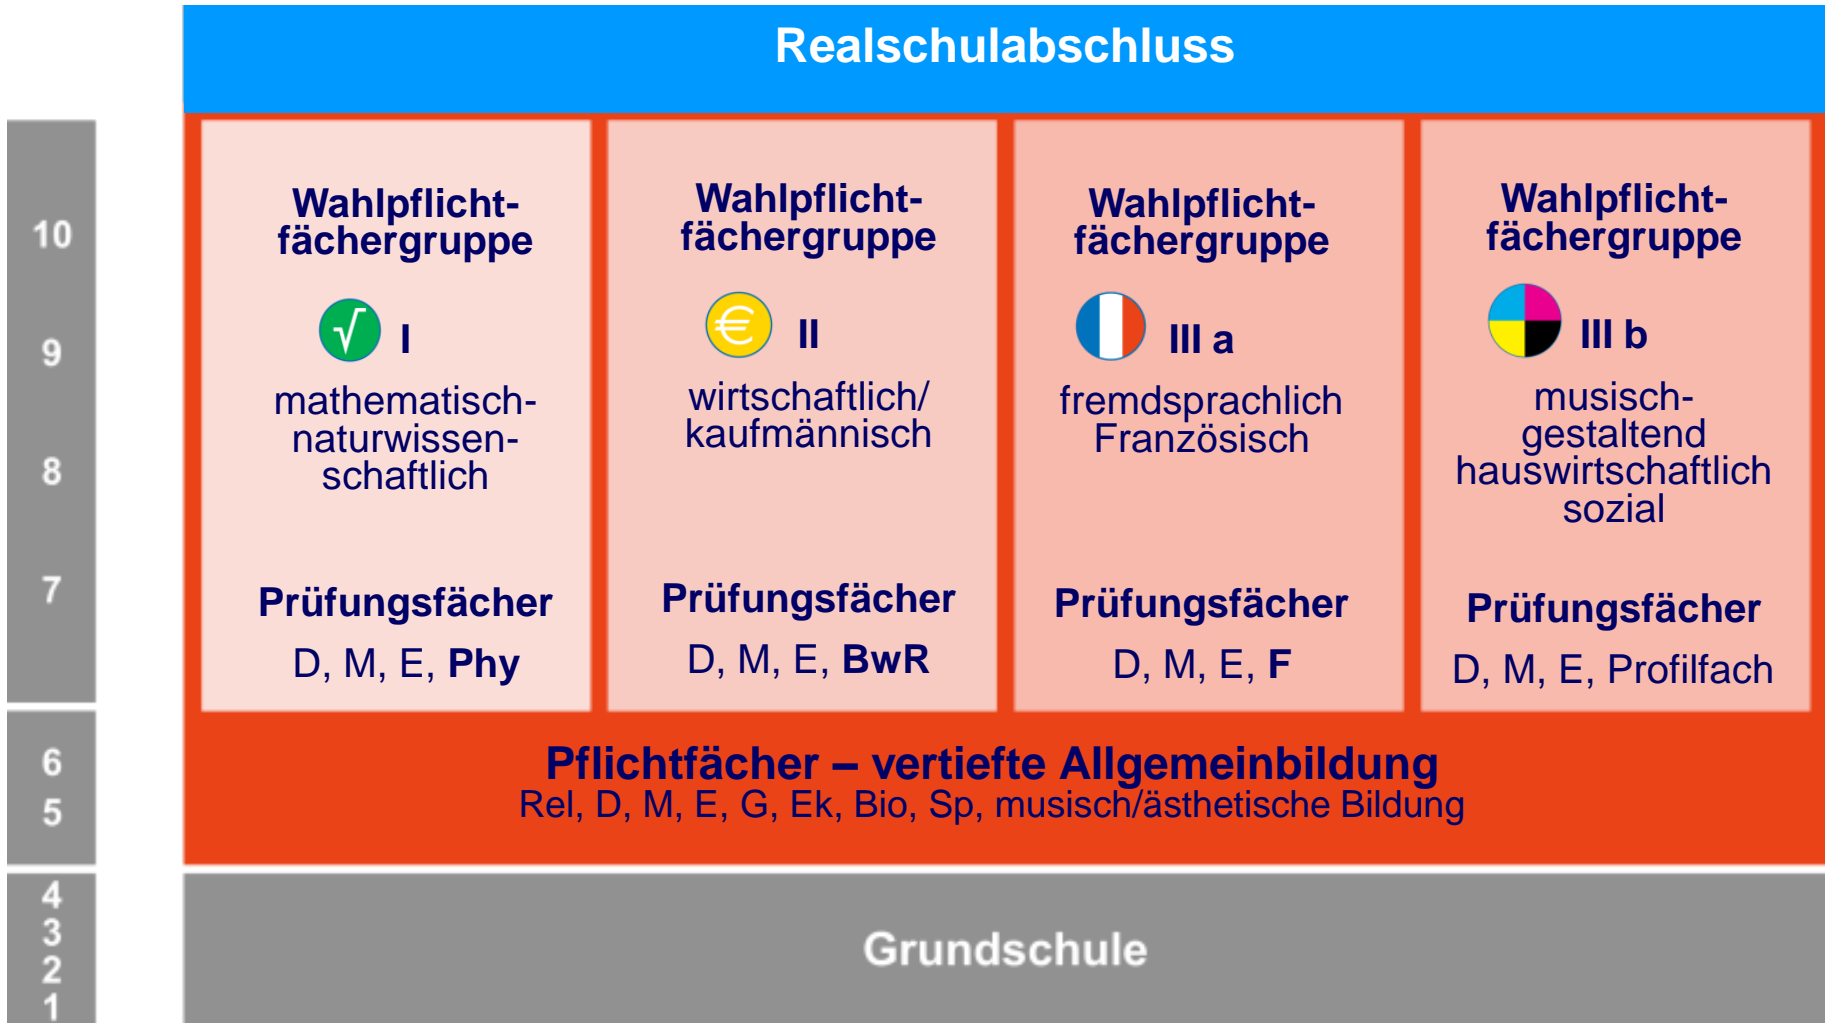 Realschulabschluss
10
9
8
7
6
5
4
3
2
1
Wahlpflicht-
fächergruppe
√ I
mathematisch-
naturwissen-
schaftlich
Prüfungsfächer
D, M, E, Phy
Wahlpflicht-
fächergruppe
€ II
wirtschaftlich/
kaufmännisch
Prüfungsfächer
D, M, E, BwR
Wahlpflicht-
fächergruppe
III a
fremdsprachlich
Französisch
Prüfungsfächer
D, M, E, F
Wahlpflicht-
fächergruppe
III b
musisch-
gestaltend
hauswirtschaftlich
sozial
Prüfungsfächer
D, M, E, Profilfach
Pflichtfächer – vertiefte Allgemeinbildung
Rel, D, M, E, G, Ek, Bio, Sp, musisch/ästhetische Bildung
Grundschule